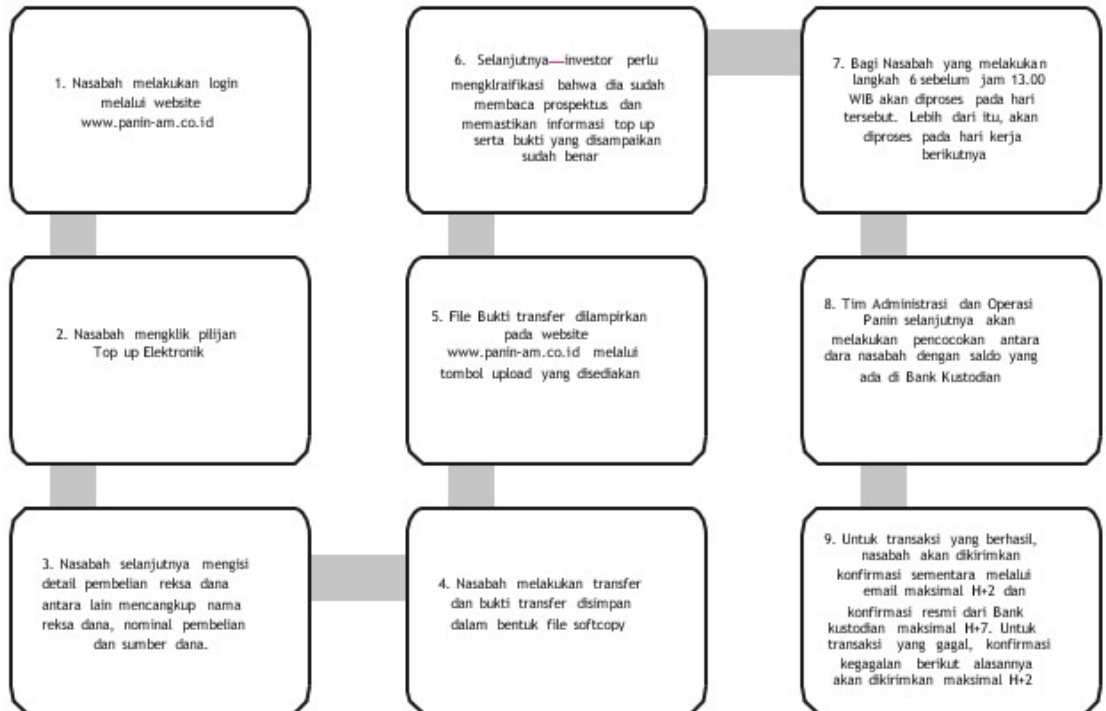 1. Nasabah melakukan login
melalui website
www.panin-am.co.id
2. Nasabah mengklik pilijan
Top up Elektronik
3. Nasabah selanjutnya mengisi
detail pembelian reksa dana
antara lain mencangkup nama
reksa dana, nominal pembelian
dan sumber dana.
4. Nasabah melakukan transfer
dan bukti transfer disimpan
dalam bentuk file softcopy
5. File Bukti transfer dilampirkan
pada website
www.panin-am.co.id melalui
tombol upload yang disediakan
6. Selanjutnya—investor perlu
mengklraifikasi bahwa dia sudah
membaca prospektus dan
memastikan informasi top up
serta bukti yang disampaikan
sudah benar
7. Bagi Nasabah yang melakukan
langkah 6 sebelum jam 13.00
WIB akan diproses pada hari
tersebut. Lebih dari itu, akan
diproses pada hari kerja
berikutnya
8. Tim Administrasi dan Operasi
Panin selanjutnya akan
melakukan pencocokan antara
dara nasabah dengan saldo yang
ada di Bank Kustodian
9. Untuk transaksi yang berhasil,
nasabah akan dikirimkan
konfirmasi sementara melalui
email maksimal H+2 dan
konfirmasi resmi dari Bank
kustodian maksimal H+7. Untuk
transaksi yang gagal, konfirmasi
kegagalan berikut alasannya
akan dikirimkan maksimal H+2